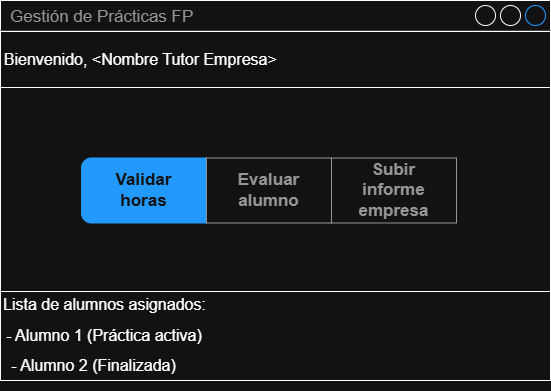 Gestión de Prácticas FP
Bienvenido, <Nombre Tutor Empresa>
Validar
horas
Evaluar
alumno
Subir
informe
empresa
Lista de alumnos asignados:
- Alumno 1 (Práctica activa)
- Alumno 2 (Finalizada)